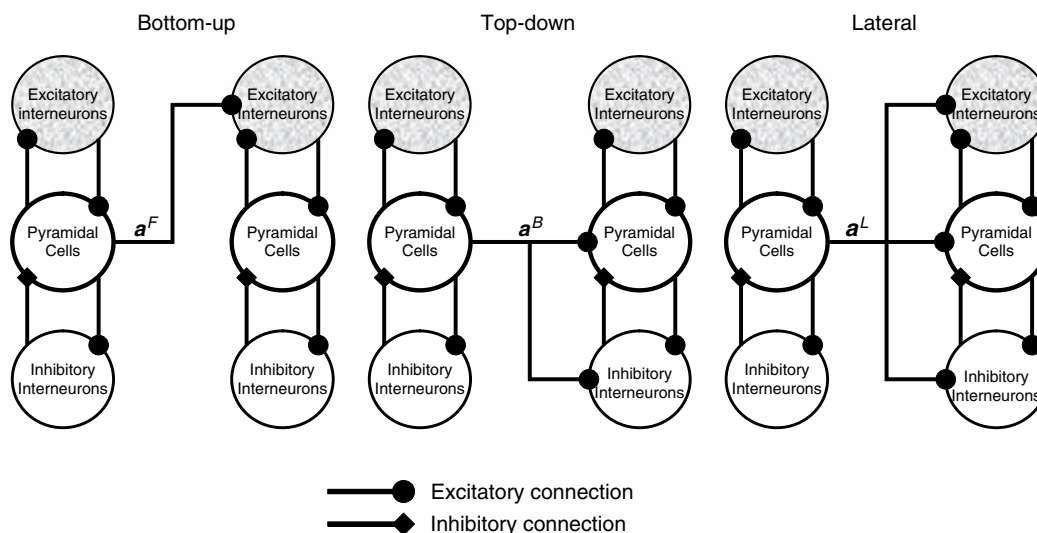 Bottom-up
Top-down
Lateral
Excitatory
interneurons
Excitatory
Interneurons
Excitatory
Interneurons
Excitatory
Interneurons
Excitatory
Interneurons
Excitatory
Interneurons
Pyramidal
Cells
a^F
Pyramidal
Cells
Pyramidal
Cells
a^B
Pyramidal
Cells
Pyramidal
Cells
a^L
Pyramidal
Cells
Inhibitory
Interneurons
Inhibitory
Interneurons
Inhibitory
Interneurons
Inhibitory
Interneurons
Inhibitory
Interneurons
Inhibitory
Interneurons
Excitatory connection
Inhibitory connection